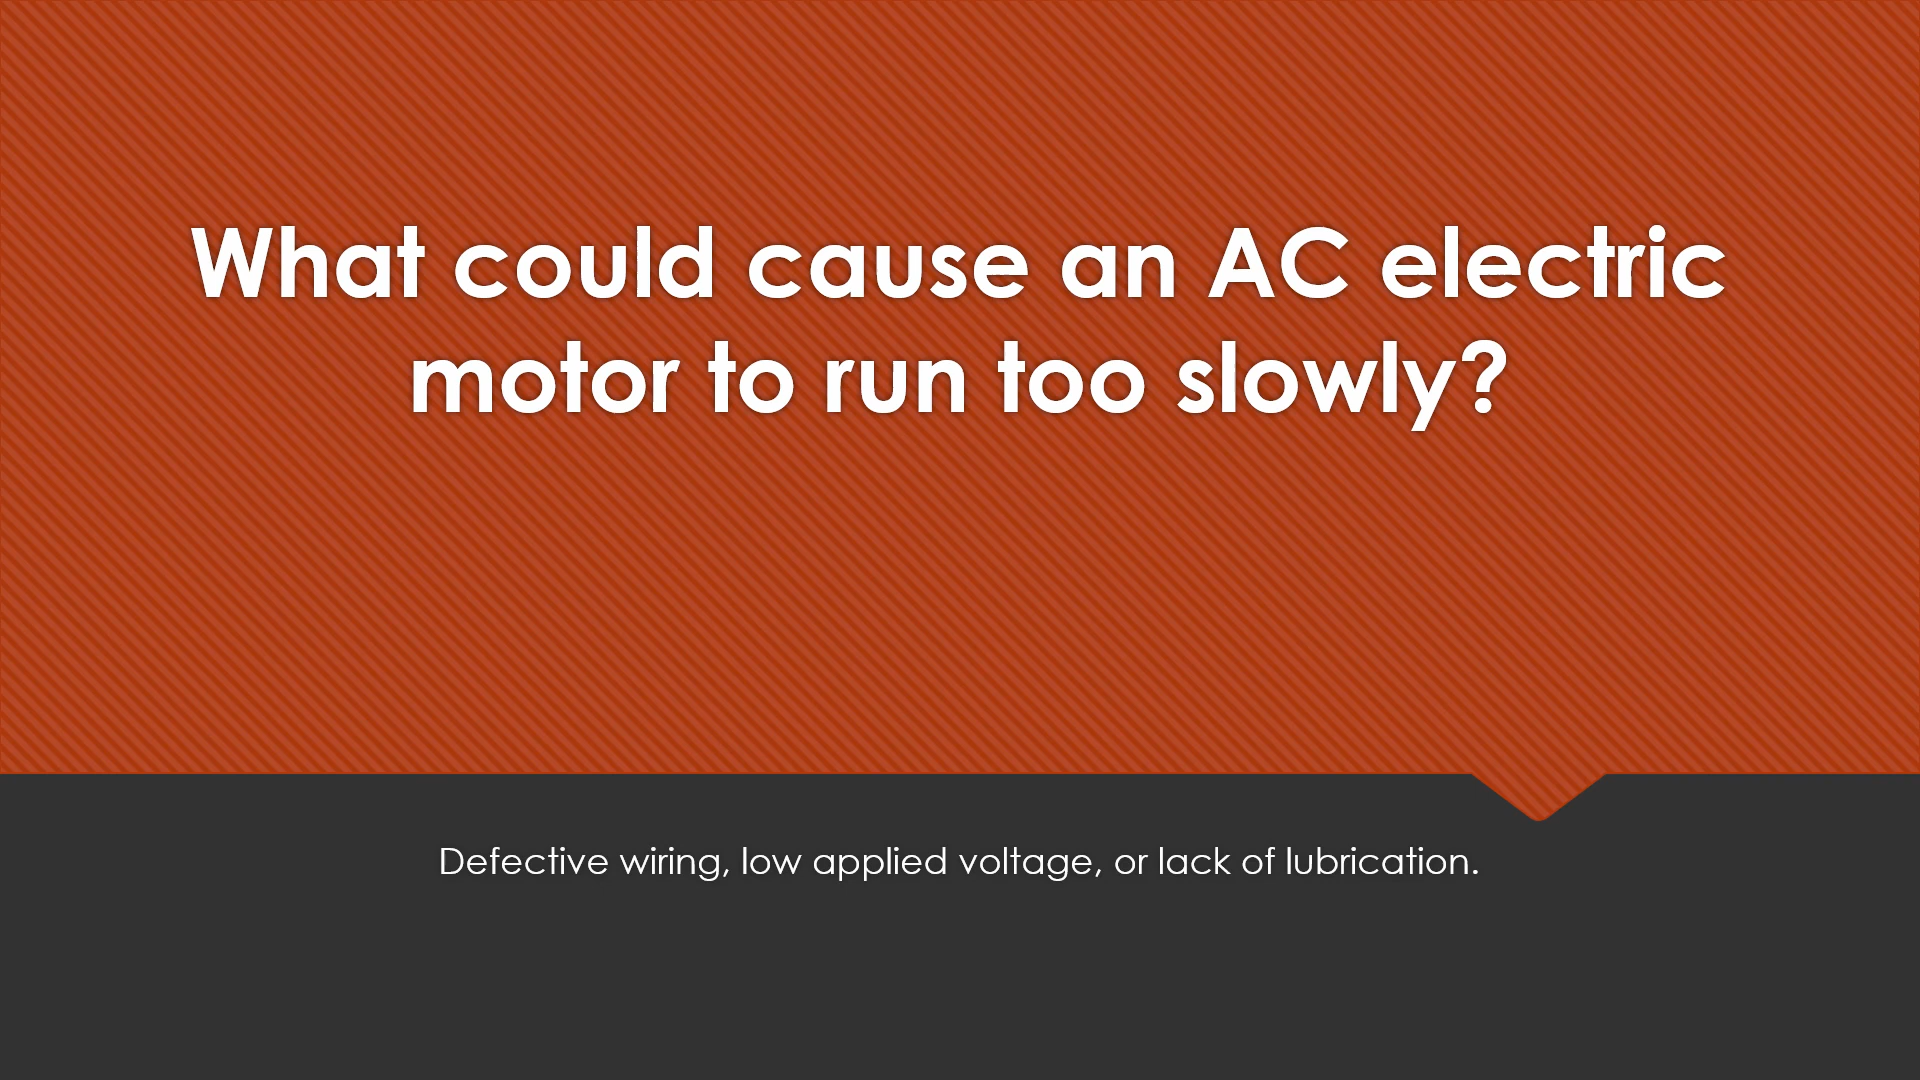 What could cause an AC electric
motor to run too slowly?
Defective wiring, low applied voltage, or lack of lubrication.